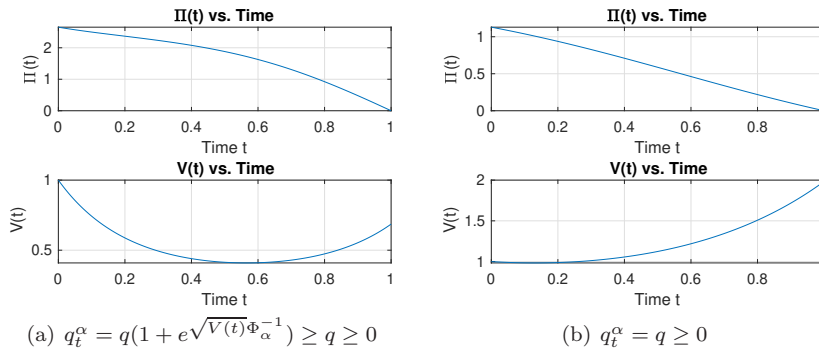 Π(t) vs. Time
2
1
0
Π(t)
0 0.2 0.4 0.6 0.8 1
Time t
V(t) vs. Time
1
0.5
V(t)
0 0.2 0.4 0.6 0.8 1
Time t
(a) $q_t^\alpha = q(1 + e^{\sqrt{V(t)}\Phi_\alpha^{-1}}) \geq q \geq 0$
Π(t) vs. Time
1
0.5
0
Π(t)
0 0.2 0.4 0.6 0.8
Time t
V(t) vs. Time
2
1.5
1
V(t)
0 0.2 0.4 0.6 0.8
Time t
(b) $q_t^\alpha = q \geq 0$